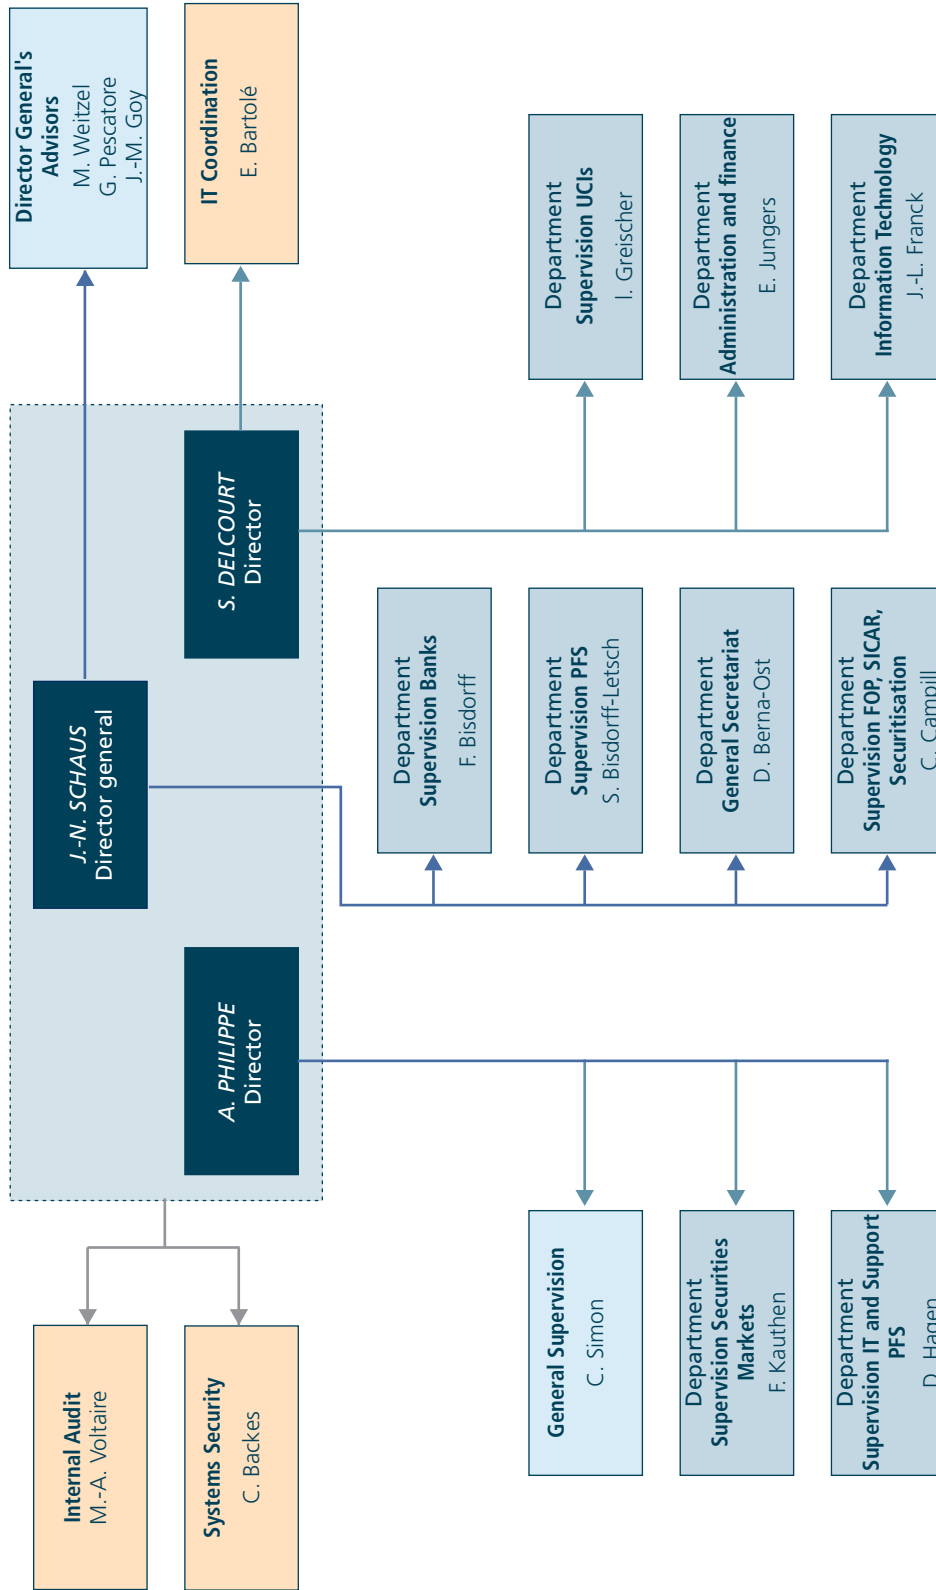 Internal Audit
M.-A. Voltaire
Systems Security
C. Backes
J.-N. SCHAUS
Director general
A. PHILIPPE
Director
S. DELCOURT
Director
Director General's
Advisors
M. Weitzel
G. Pescatore
J.-M. Goy
IT Coordination
E. Bartolé
General Supervision
C. Simon
Department
Supervision Securities
Markets
F. Kauthen
Department
Supervision IT and Support
PFS
D. Hagen
Department
Supervision Banks
F. Bisdorff
Department
Supervision PFS
S. Bisdorff-Letsch
Department
General Secretariat
D. Berna-Ost
Department
Supervision FOP, SICAR,
Securitisation
C. Campill
Department
Supervision UCIs
I. Greischer
Department
Administration and finance
E. Jungers
Department
Information Technology
J.-L. Franck